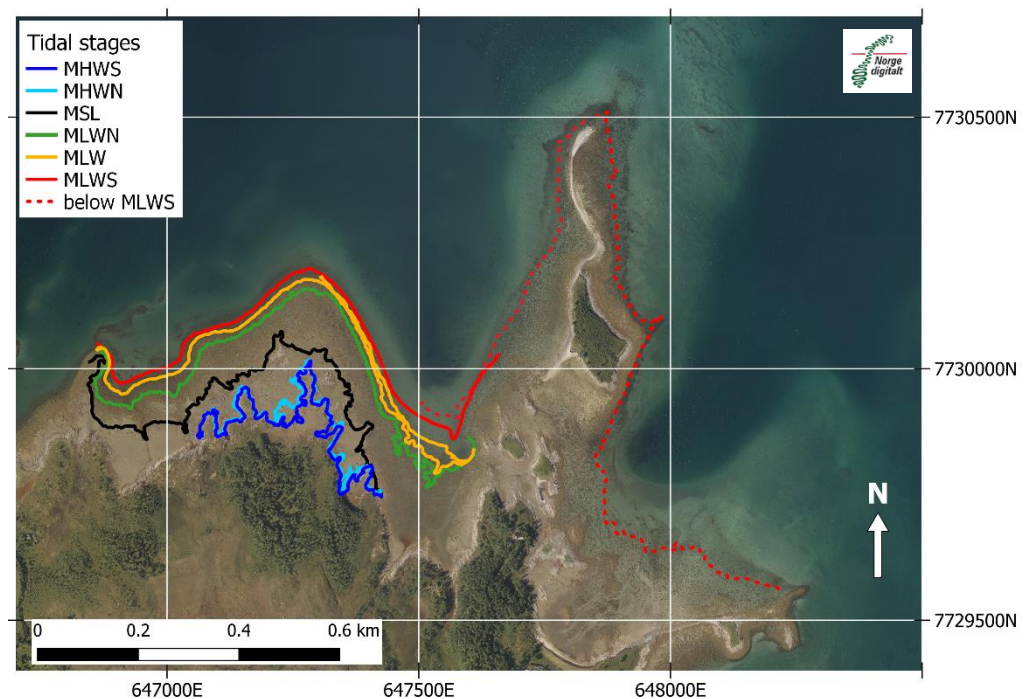 Tidal stages
MHWS
MHWN
MSL
MLWN
MLW
MLWS
below MLWS
Norge
digitalt
7730500N
7730000N
7729500N
N
0 0.2 0.4 0.6 km
647000E 647500E 648000E